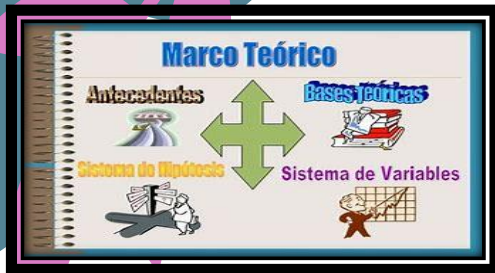 Marco Teórico
Antecedentes
Bases Teóricas
Sistema de Hipótesis
Sistema de Variables